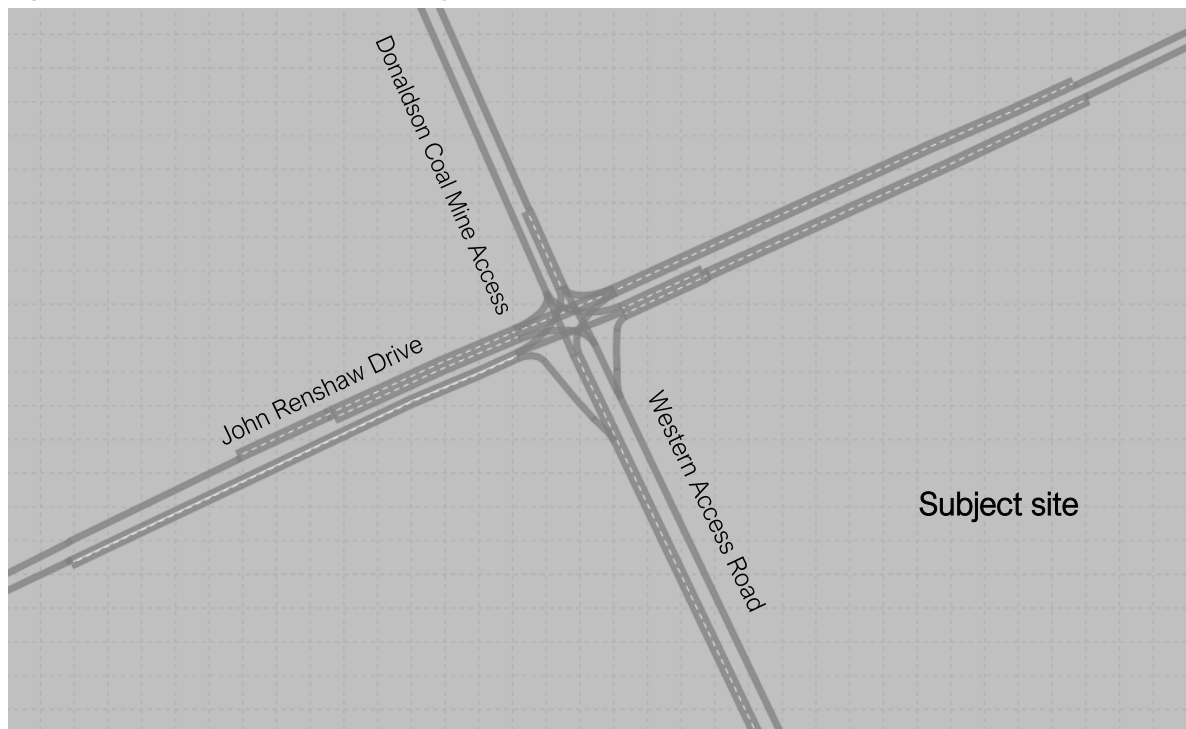 Donaldson Coal Mine Access
John Renshaw Drive
Western Access Road
Subject site